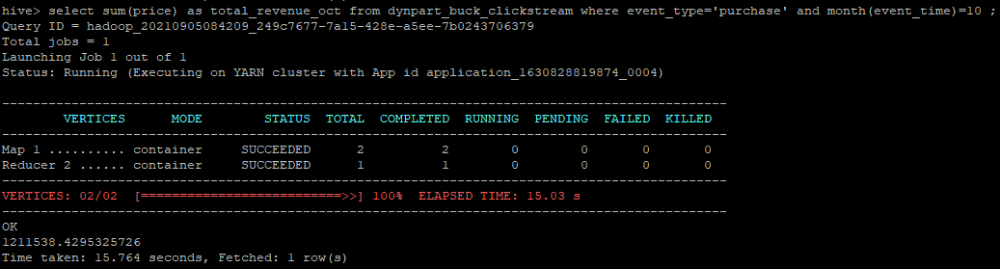 hive> select sum(price) as total_revenue_oct from dynpart_buck_clickstream where event_type='purchase' and month(event_time)=10 ;
Query ID = hadoop_20210905084209_249c7677-7a15-428e-a5ee-7b0243706379
Total jobs = 1
Launching Job 1 out of 1
Status: Running (Executing on YARN cluster with App id application_1630828819874_0004)
----------------------------------------------------------------------------------------------
VERTICES MODE STATUS TOTAL COMPLETED RUNNING PENDING FAILED KILLED
----------------------------------------------------------------------------------------------
Map 1 .......... container SUCCEEDED 2 2 0 0 0 0
Reducer 2 ...... container SUCCEEDED 1 1 0 0 0 0
----------------------------------------------------------------------------------------------
VERTICES: 02/02 [==========================>>] 100% ELAPSED TIME: 15.03 s
----------------------------------------------------------------------------------------------
OK
1211538.4295325726
Time taken: 15.764 seconds, Fetched: 1 row(s)